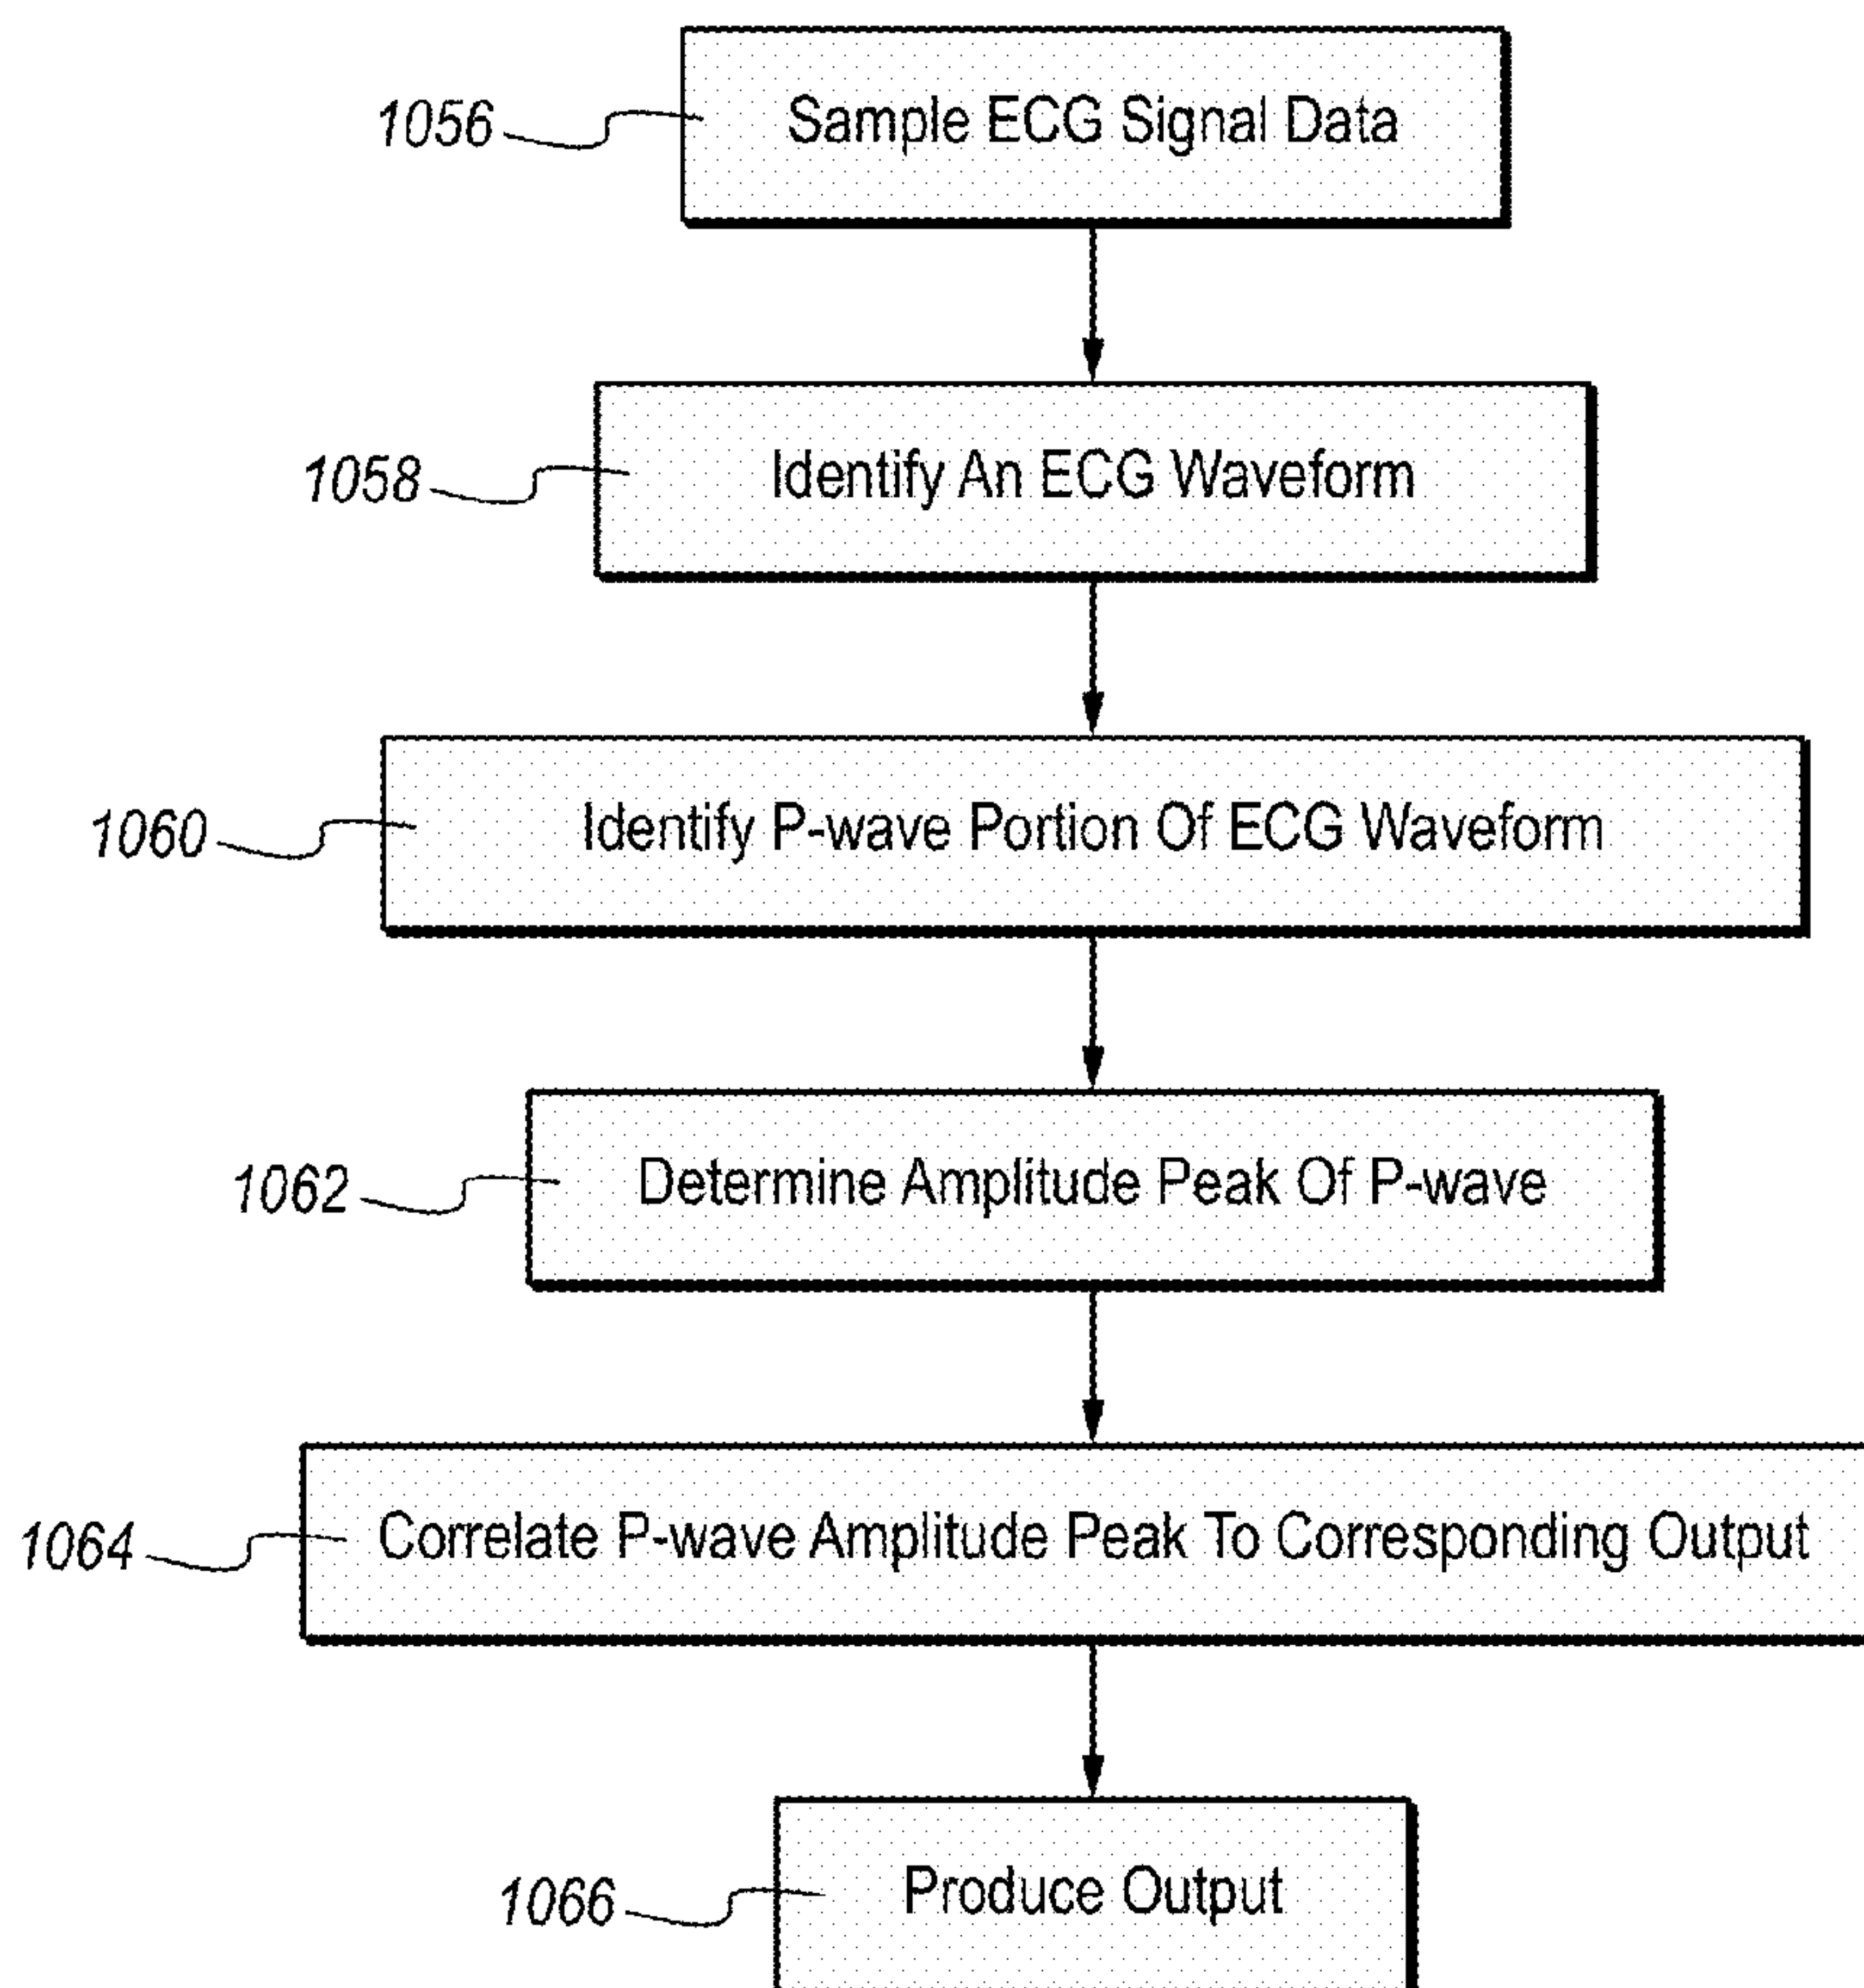 1056
Sample ECG Signal Data
1058
Identify An ECG Waveform
1060
Identify P-wave Portion Of ECG Waveform
1062
Determine Amplitude Peak Of P-wave
1064
Correlate P-wave Amplitude Peak To Corresponding Output
1066
Produce Output